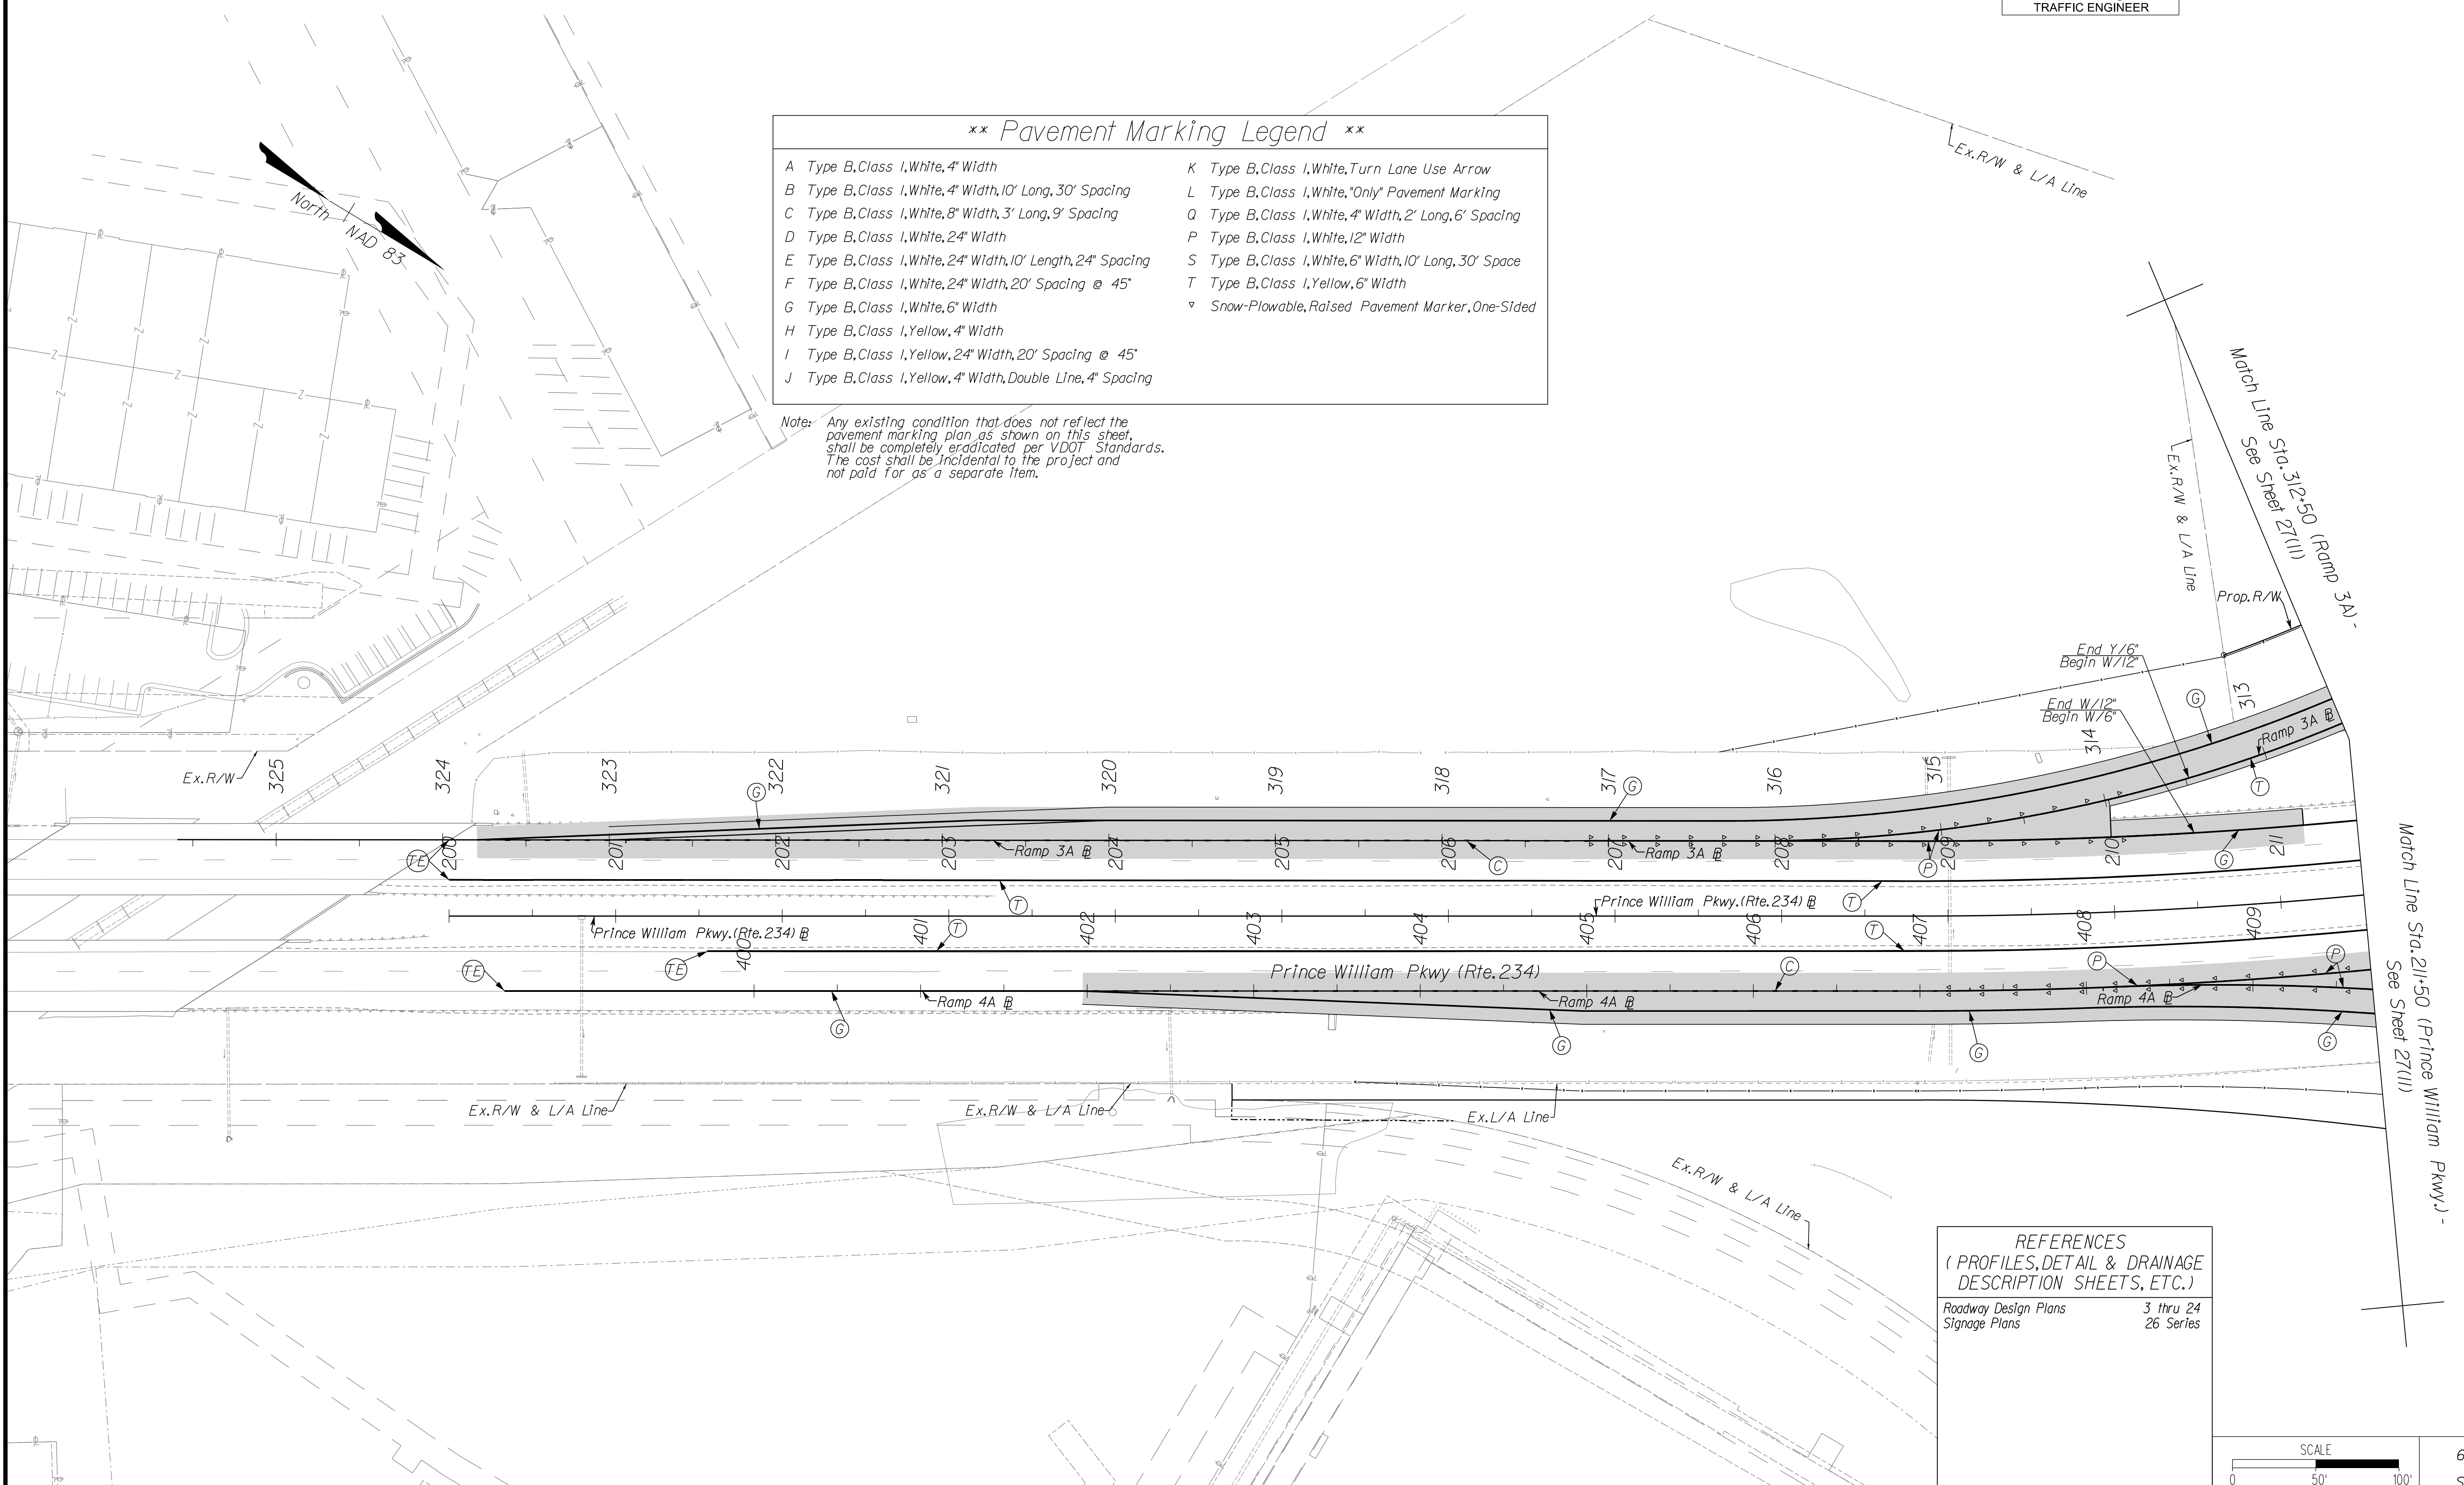 TRAFFIC ENGINEER
** Pavement Marking Legend **
A Type B,Class I,White,4" Width
B Type B,Class I,White,4" Width,10' Long,30' Spacing
C Type B,Class I,White,8" Width,3' Long,9' Spacing
D Type B,Class I,White,24" Width
E Type B,Class I,White,24" Width,10' Length,24" Spacing
F Type B,Class I,White,24" Width,20' Spacing @ 45°
G Type B,Class I,White,6" Width
H Type B,Class I,Yellow,4" Width
I Type B,Class I,Yellow,24" Width,20' Spacing @ 45°
J Type B,Class I,Yellow,4" Width,Double Line,4" Spacing
K Type B,Class I,White,Turn Lane Use Arrow
L Type B,Class I,White,"Only" Pavement Marking
Q Type B,Class I,White,4" Width,2' Long,6' Spacing
P Type B,Class I,White,12" Width
S Type B,Class I,White,6" Width,10' Long,30' Space
T Type B,Class I,Yellow,6" Width
Snow-Plowable,Raised Pavement Marker,One-Sided
Note: Any existing condition that does not reflect the
pavement marking plan as shown on this sheet,
shall be completely eradicated per VDOT Standards.
The cost shall be incidental to the project and
not paid for as a separate item.
North
NAD 83
Ex.R/W & L/A Line
Match Line Sta.312+50 (Ramp 3A) -
See Sheet 27(11)
Ex.R/W & L/A Line
Prop.R/W
End Y/6"
Begin W/12"
End W/12"
Begin W/6"
G
313
314
Ramp 3A B
T
Ex.R/W
325
324
323
322
321
320
319
318
317
316
315
G
G
TE
200
201
202
203
204
205
206
207
208
209
210
211
Ramp 3A B
C
Ramp 3A B
P
G
T
T
Prince William Pkwy.(Rte.234) B
Prince William Pkwy.(Rte.234) B
400
401
402
403
404
405
406
407
408
409
T
T
TE
TE
Prince William Pkwy (Rte.234)
C
P
P
G
Ramp 4A B
Ramp 4A B
Ramp 4A B
G
G
G
Match Line Sta.211+50 (Prince William Pkwy.) -
See Sheet 27(11)
Ex.R/W & L/A Line
Ex.R/W & L/A Line
Ex.L/A Line
Ex.R/W & L/A Line
REFERENCES
( PROFILES,DETAIL & DRAINAGE
DESCRIPTION SHEETS, ETC.)
Roadway Design Plans 3 thru 24
Signage Plans 26 Series
SCALE
0 50' 100'
6